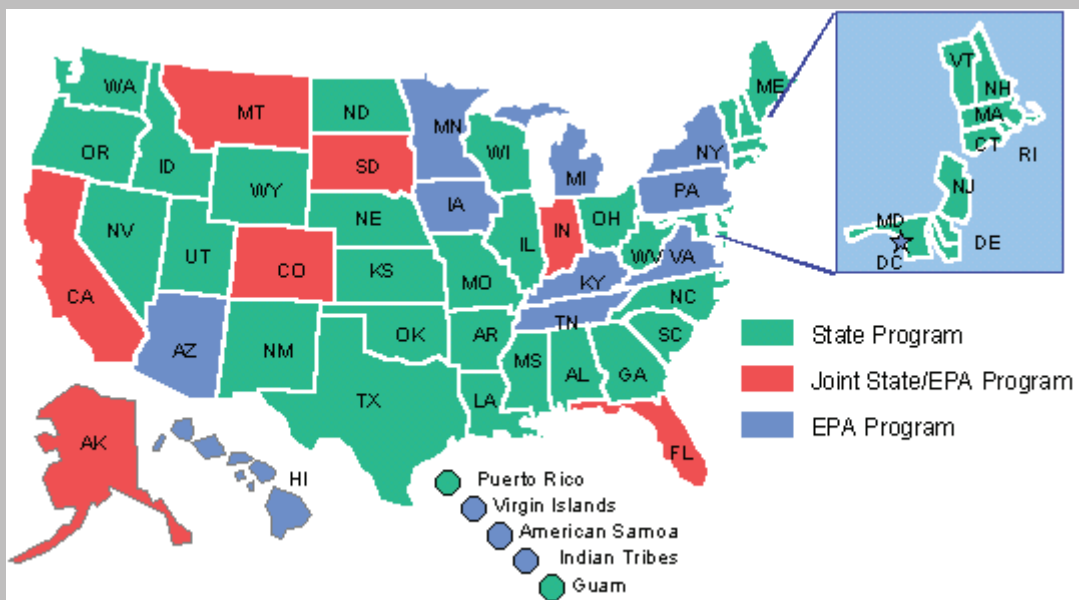 WA
MT
ND
MN
ME
VT
NH
MA
CT
RI
OR
ID
WY
SD
WI
MI
NY
NJ
MD
DE
DC
NV
UT
CO
NE
IA
IL
IN
OH
PA
WV
VA
CA
KS
MO
KY
NC
AZ
NM
OK
AR
TN
SC
TX
LA
MS
AL
GA
FL
AK
HI
State Program
Joint State/EPA Program
EPA Program
Puerto Rico
Virgin Islands
American Samoa
Indian Tribes
Guam